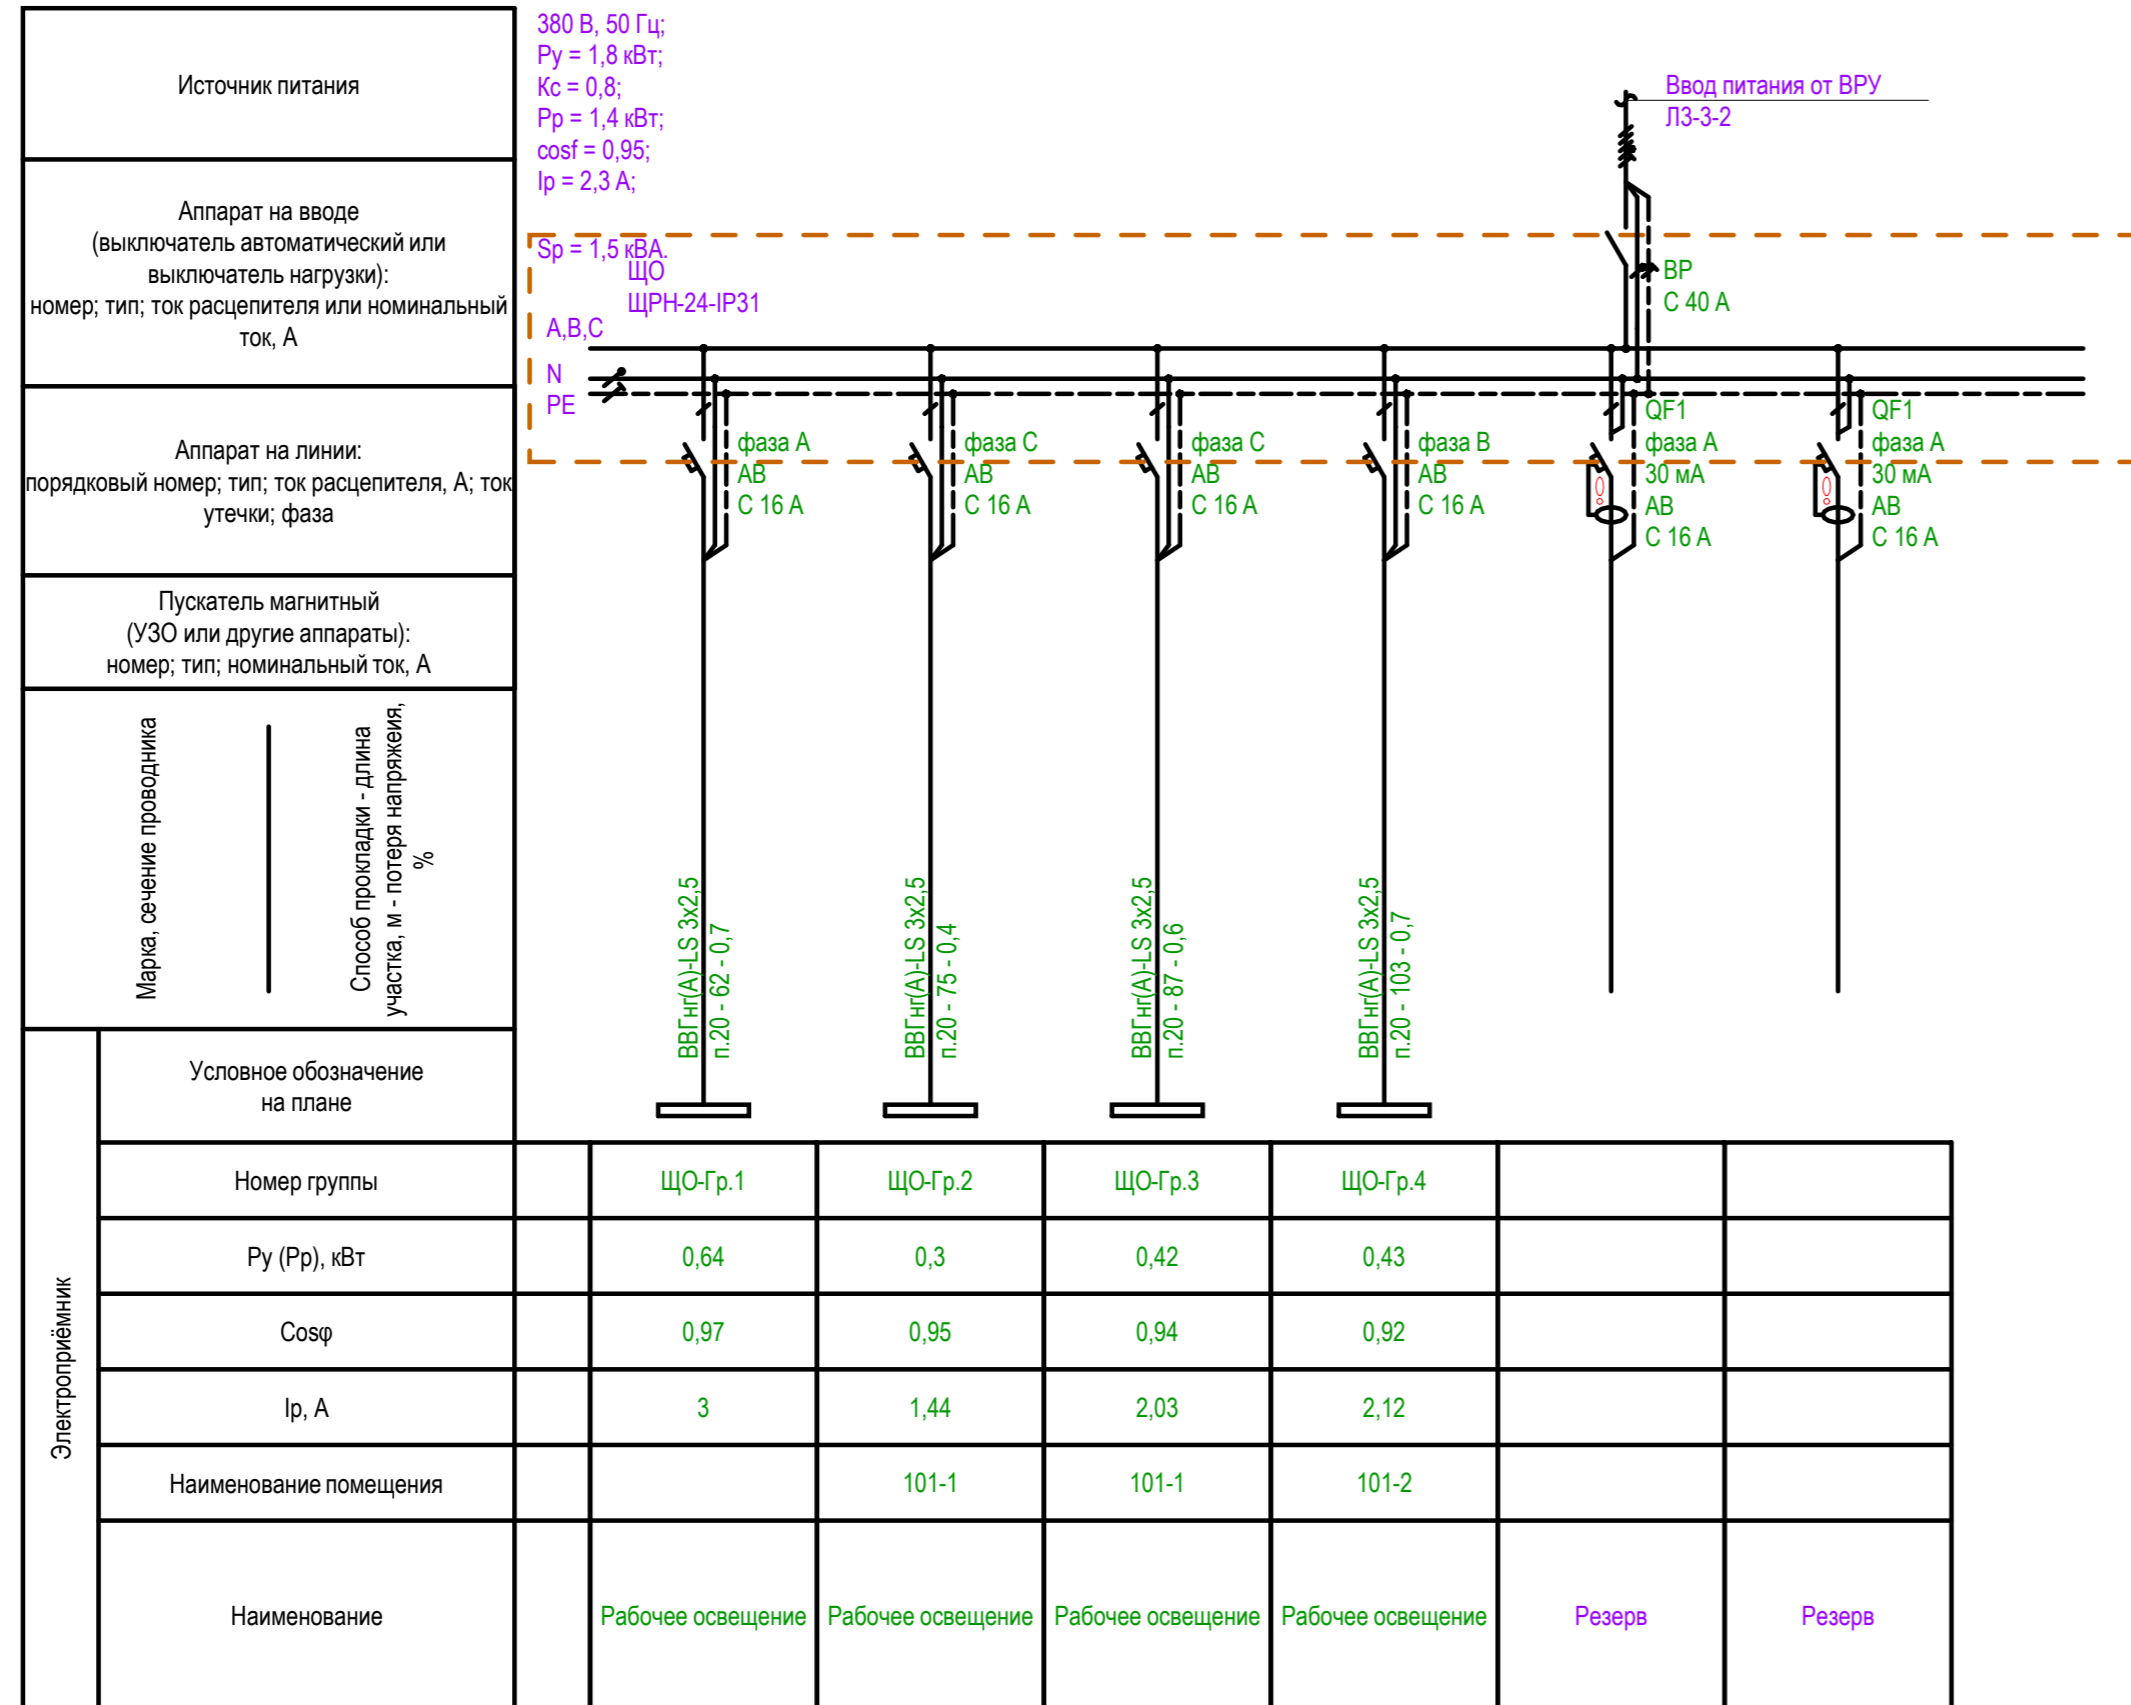 Источник питания
380 В, 50 Гц;
Ру = 1,8 кВт;
Кс = 0,8;
Рр = 1,4 кВт;
cosf = 0,95;
Iр = 2,3 А;
Sр = 1,5 кВА.
Ввод питания от ВРУ
Л3-3-2
Аппарат на вводе
(выключатель автоматический или
выключатель нагрузки):
номер; тип; ток расцепителя или номинальный
ток, А
ЩО
ЩРН-24-IP31
ВР
С 40 А
А,В,С
N
PE
Аппарат на линии:
порядковый номер; тип; ток расцепителя, А; ток
утечки; фаза
фаза А
АВ
С 16 А
фаза С
АВ
С 16 А
фаза С
АВ
С 16 А
фаза В
АВ
С 16 А
QF1
фаза А
30 мА
АВ
С 16 А
QF1
фаза А
30 мА
АВ
С 16 А
Пускатель магнитный
(УЗО или другие аппараты):
номер; тип; номинальный ток, А
Марка, сечение проводника
Способ прокладки - длина
участка, м - потеря напряжеия,
%
ВВГнг(А)-LS 3х2,5
п.20 - 62 - 0,7
ВВГнг(А)-LS 3х2,5
п.20 - 75 - 0,4
ВВГнг(А)-LS 3х2,5
п.20 - 87 - 0,6
ВВГнг(А)-LS 3х2,5
п.20 - 103 - 0,7
Электроприёмник
Условное обозначение
на плане
Номер группы ЩО-Гр.1 ЩО-Гр.2 ЩО-Гр.3 ЩО-Гр.4
Ру (Рр), кВт 0,64 0,3 0,42 0,43
Cosφ 0,97 0,95 0,94 0,92
Iр, А 3 1,44 2,03 2,12
Наименование помещения 101-1 101-1 101-2
Наименование Рабочее освещение Рабочее освещение Рабочее освещение Рабочее освещение Резерв Резерв